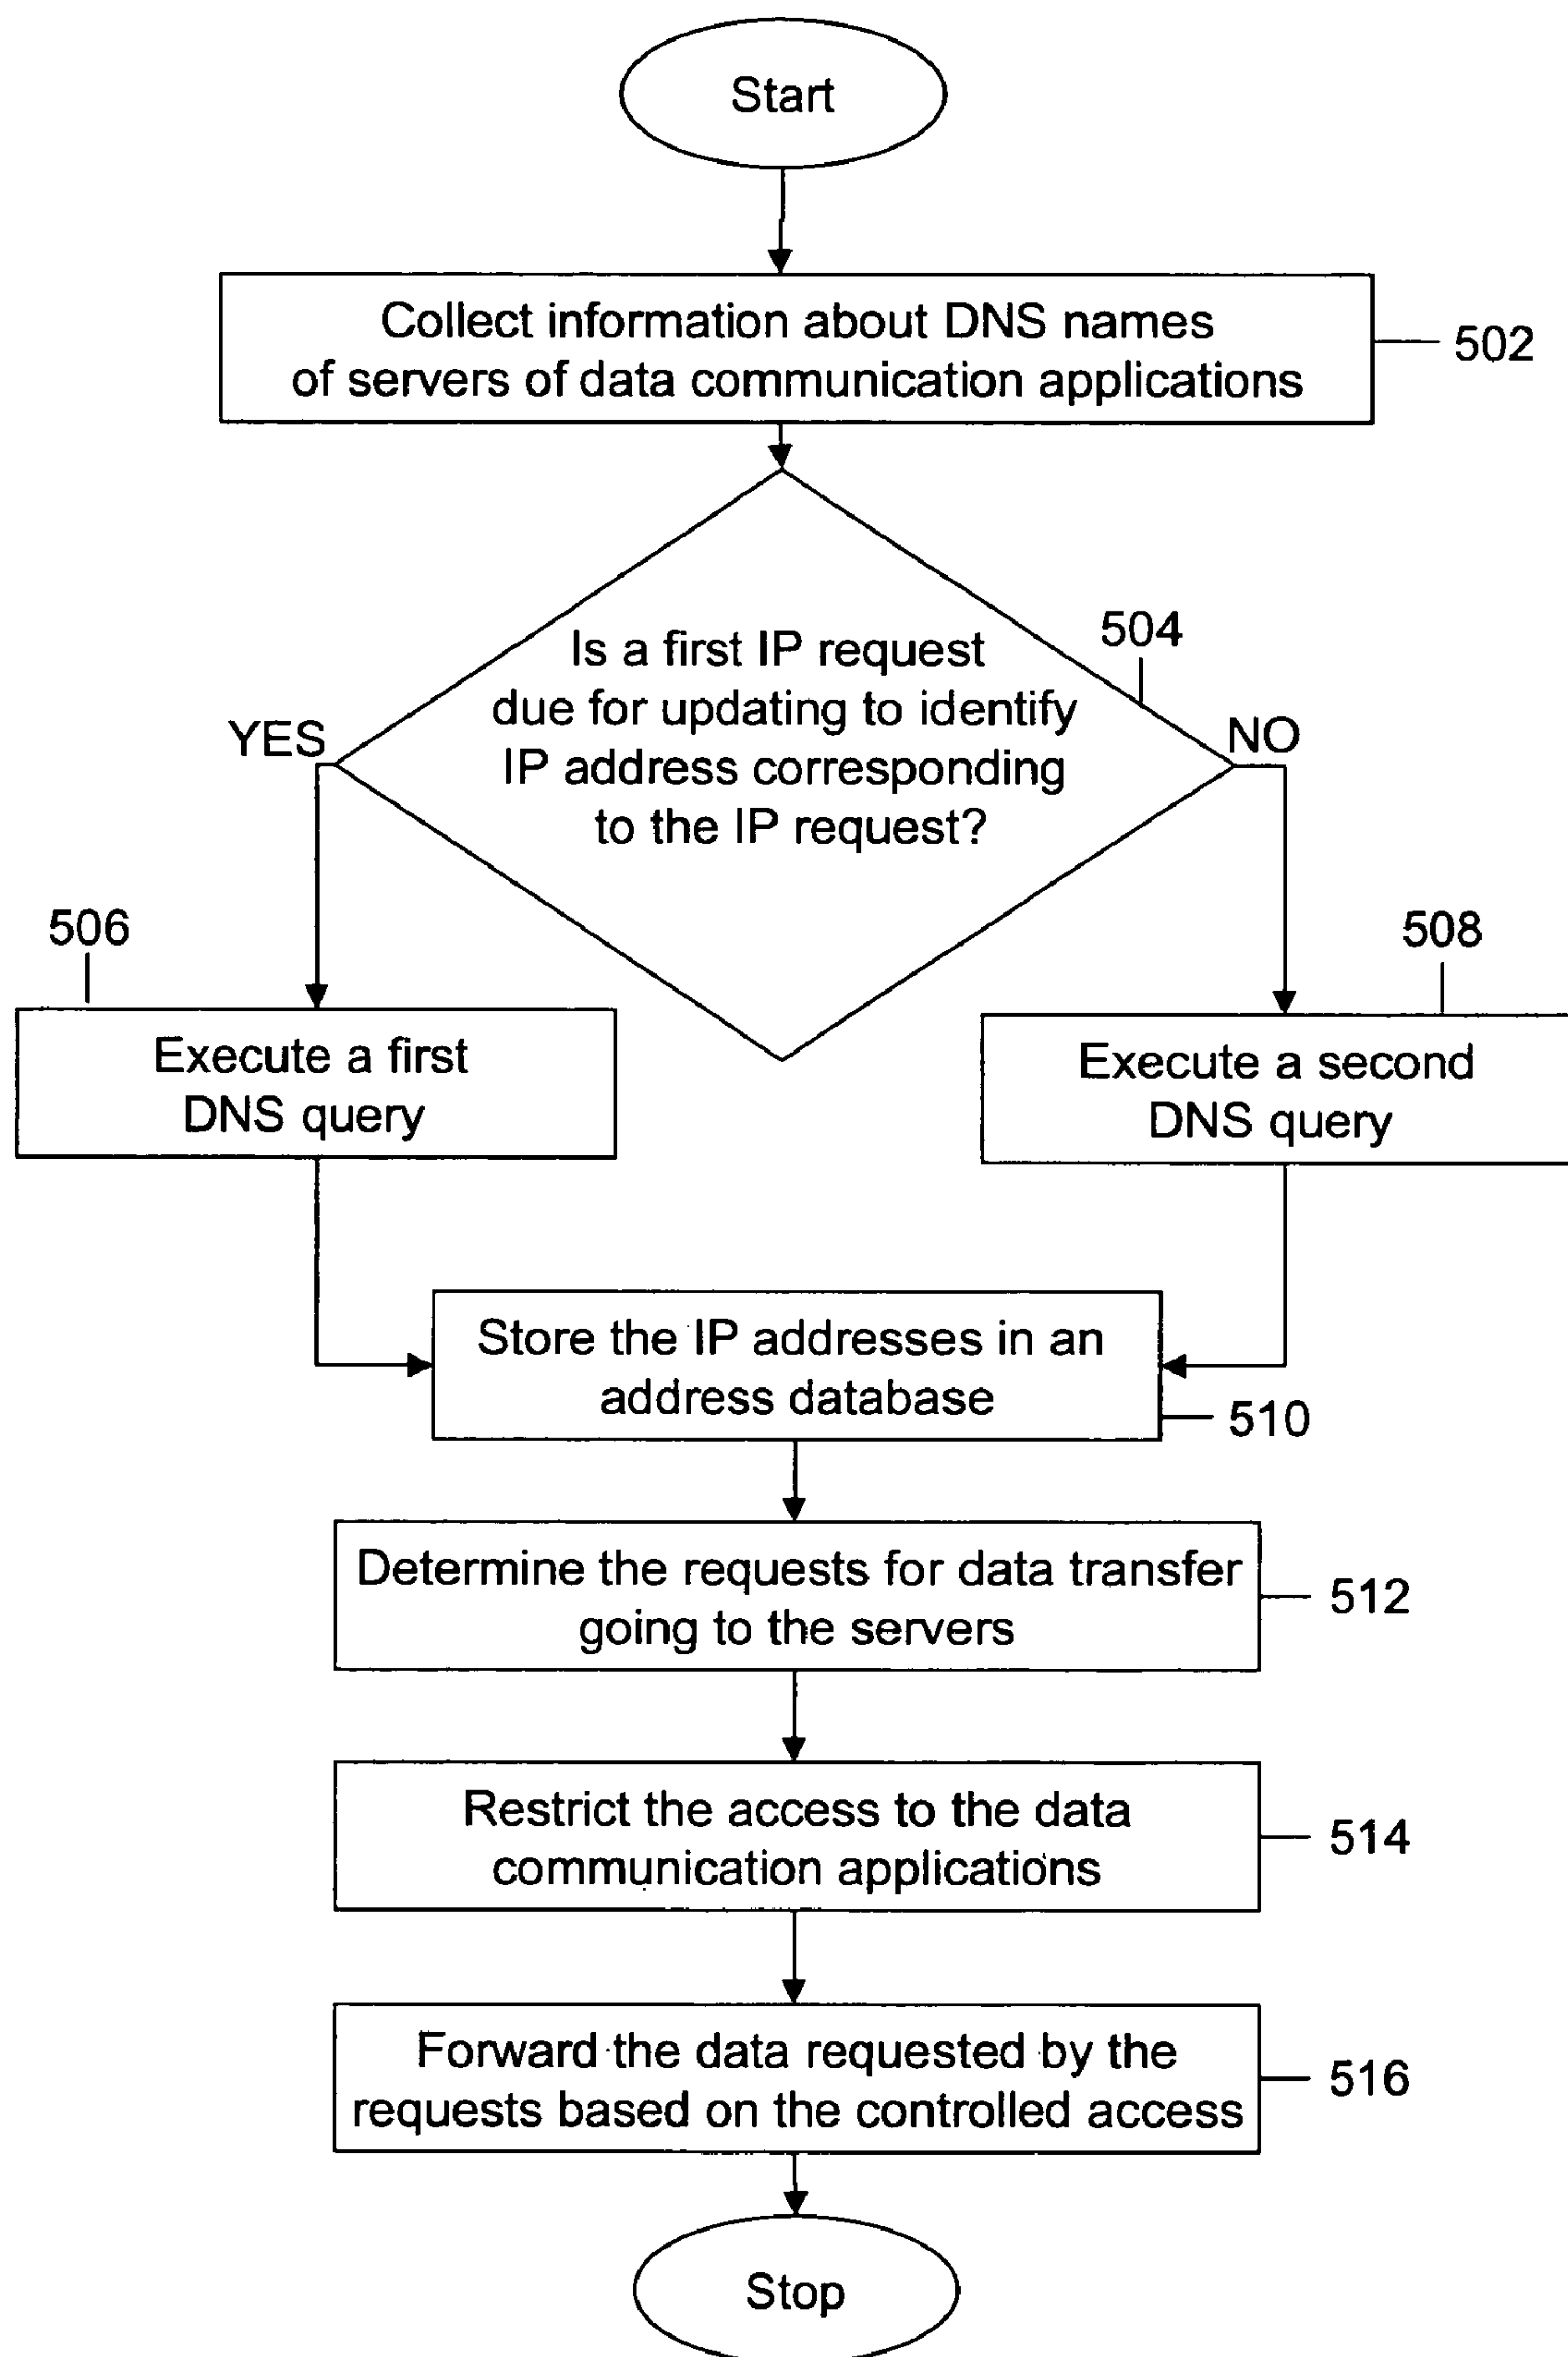 Start
Collect information about DNS names
of servers of data communication applications
502
504
Is a first IP request
due for updating to identify
IP address corresponding
to the IP request?
YES
NO
506
508
Execute a first
DNS query
Execute a second
DNS query
Store the IP addresses in an
address database
510
Determine the requests for data transfer
going to the servers
512
Restrict the access to the data
communication applications
514
Forward the data requested by the
requests based on the controlled access
516
Stop